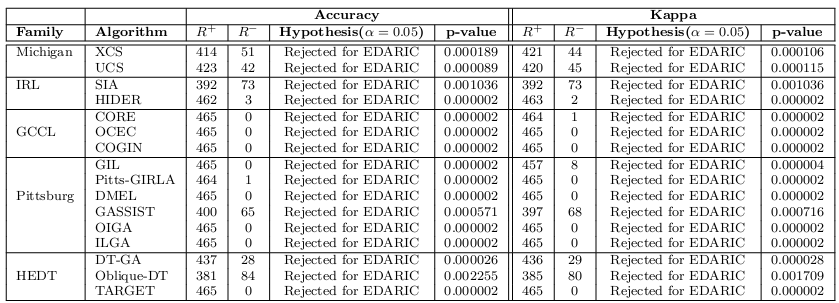 Accuracy Kappa
Family Algorithm R+ R− Hypothesis(α = 0.05) p-value R+ R− Hypothesis(α = 0.05) p-value
Michigan XCS 414 51 Rejected for EDARIC 0.000189 421 44 Rejected for EDARIC 0.000106
UCS 423 42 Rejected for EDARIC 0.000089 420 45 Rejected for EDARIC 0.000115
IRL SIA 392 73 Rejected for EDARIC 0.001036 392 73 Rejected for EDARIC 0.001036
HIDER 462 3 Rejected for EDARIC 0.000002 463 2 Rejected for EDARIC 0.000002
CORE 465 0 Rejected for EDARIC 0.000002 464 1 Rejected for EDARIC 0.000002
GCCL OCEC 465 0 Rejected for EDARIC 0.000002 465 0 Rejected for EDARIC 0.000002
COGIN 465 0 Rejected for EDARIC 0.000002 465 0 Rejected for EDARIC 0.000002
GIL 465 0 Rejected for EDARIC 0.000002 457 8 Rejected for EDARIC 0.000004
Pitts-GIRLA 464 1 Rejected for EDARIC 0.000002 465 0 Rejected for EDARIC 0.000002
Pittsburg DMEL 465 0 Rejected for EDARIC 0.000002 465 0 Rejected for EDARIC 0.000002
GASSIST 400 65 Rejected for EDARIC 0.000571 397 68 Rejected for EDARIC 0.000716
OIGA 465 0 Rejected for EDARIC 0.000002 465 0 Rejected for EDARIC 0.000002
ILGA 465 0 Rejected for EDARIC 0.000002 465 0 Rejected for EDARIC 0.000002
DT-GA 437 28 Rejected for EDARIC 0.000026 436 29 Rejected for EDARIC 0.000028
HEDT Oblique-DT 381 84 Rejected for EDARIC 0.002255 385 80 Rejected for EDARIC 0.001709
TARGET 465 0 Rejected for EDARIC 0.000002 465 0 Rejected for EDARIC 0.000002